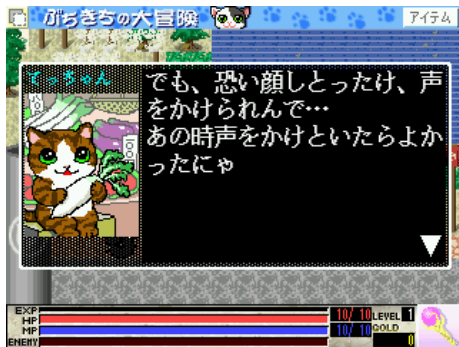 ぶちきちの大冒険
アイテム
てっちゃん
でも、恐い顔しとったけ、声
をかけられんで…
あの時声をかけといたらよか
ったにゃ
EXP
HP 10/ 10 LEVEL 1
MP 10/ 10 GOLD
ENEMY 0